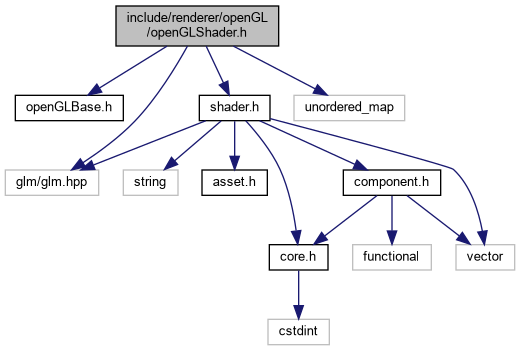 include/renderer/openGL
/openGLShader.h
openGLBase.h
shader.h
unordered_map
glm/glm.hpp
string
asset.h
component.h
core.h
functional
vector
cstdint